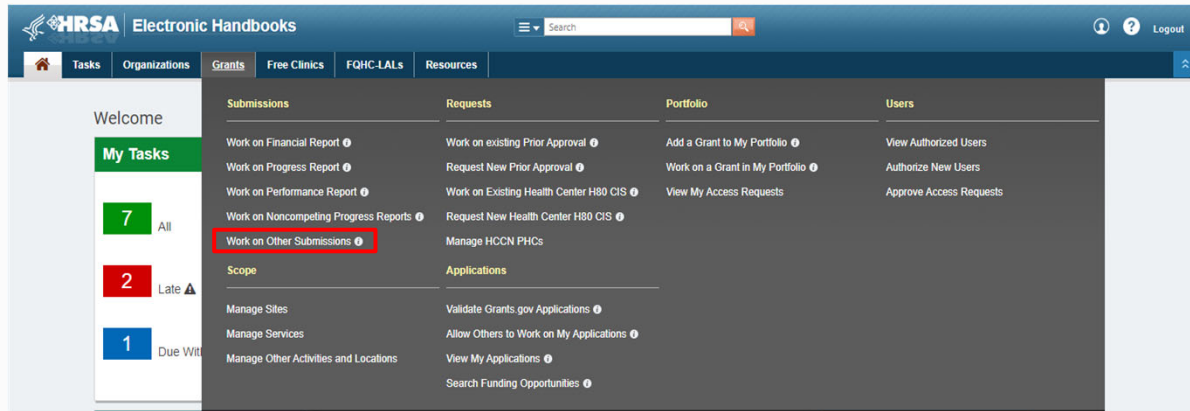 HRSA Electronic Handbooks
Search
Logout
Tasks Organizations Grants Free Clinics FQHC-LALs Resources
Welcome
My Tasks
7 All
2 Late
1 Due Wit
Submissions
Work on Financial Report
Work on Progress Report
Work on Performance Report
Work on Noncompeting Progress Reports
Work on Other Submissions
Scope
Manage Sites
Manage Services
Manage Other Activities and Locations
Requests
Work on existing Prior Approval
Request New Prior Approval
Work on Existing Health Center H80 CIS
Request New Health Center H80 CIS
Manage HCCN PHCs
Applications
Validate Grants.gov Applications
Allow Others to Work on My Applications
View My Applications
Search Funding Opportunities
Portfolio
Add a Grant to My Portfolio
Work on a Grant in My Portfolio
View My Access Requests
Users
View Authorized Users
Authorize New Users
Approve Access Requests